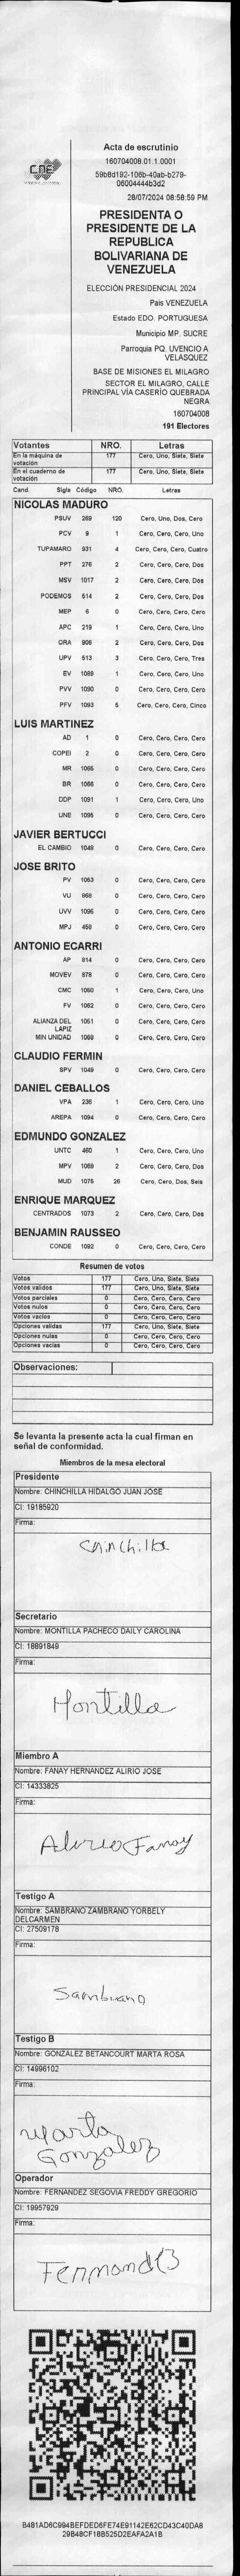 CNE
Acta de escrutinio
160704008.01.1.0001
59b8d192-106b-40ab-b279-
06004444b3d2
28/07/2024 08:58:59 PM
PRESIDENTA O
PRESIDENTE DE LA
REPUBLICA
BOLIVARIANA DE
VENEZUELA
ELECCIÓN PRESIDENCIAL 2024
Pais VENEZUELA
Estado EDO. PORTUGUESA
Municipio MP. SUCRE
Parroquia PQ. UVENCIO A
VELASQUEZ
BASE DE MISIONES EL MILAGRO
SECTOR EL MILAGRO, CALLE
PRINCIPAL VÍA CASERÍO QUEBRADA
NEGRA
160704008
191 Electores
Votantes NRO. Letras
En la máquina de votación 177 Cero, Uno, Siete, Siete
En el cuaderno de votación 177 Cero, Uno, Siete, Siete
Cand. Sigla Código NRO. Letras
NICOLAS MADURO
PSUV 269 120 Cero, Uno, Dos, Cero
PCV 9 1 Cero, Cero, Cero, Uno
TUPAMARO 931 4 Cero, Cero, Cero, Cuatro
PPT 276 2 Cero, Cero, Cero, Dos
MSV 1017 2 Cero, Cero, Cero, Dos
PODEMOS 514 2 Cero, Cero, Cero, Dos
MEP 6 0 Cero, Cero, Cero, Cero
APC 219 1 Cero, Cero, Cero, Uno
ORA 906 2 Cero, Cero, Cero, Dos
UPV 513 3 Cero, Cero, Cero, Tres
EV 1089 1 Cero, Cero, Cero, Uno
PVV 1090 0 Cero, Cero, Cero, Cero
PFV 1093 5 Cero, Cero, Cero, Cinco
LUIS MARTINEZ
AD 1 0 Cero, Cero, Cero, Cero
COPEI 2 0 Cero, Cero, Cero, Cero
MR 1065 0 Cero, Cero, Cero, Cero
BR 1066 0 Cero, Cero, Cero, Cero
DDP 1091 1 Cero, Cero, Cero, Uno
UNE 1095 0 Cero, Cero, Cero, Cero
JAVIER BERTUCCI
EL CAMBIO 1048 0 Cero, Cero, Cero, Cero
JOSE BRITO
PV 1053 0 Cero, Cero, Cero, Cero
VU 868 0 Cero, Cero, Cero, Cero
UVV 1096 0 Cero, Cero, Cero, Cero
MPJ 450 0 Cero, Cero, Cero, Cero
ANTONIO ECARRI
AP 814 0 Cero, Cero, Cero, Cero
MOVEV 878 0 Cero, Cero, Cero, Cero
CMC 1050 1 Cero, Cero, Cero, Uno
FV 1062 0 Cero, Cero, Cero, Cero
ALIANZA DEL LAPIZ 1051 0 Cero, Cero, Cero, Cero
MIN UNIDAD 1069 0 Cero, Cero, Cero, Cero
CLAUDIO FERMIN
SPV 1049 0 Cero, Cero, Cero, Cero
DANIEL CEBALLOS
VPA 236 1 Cero, Cero, Cero, Uno
AREPA 1094 0 Cero, Cero, Cero, Cero
EDMUNDO GONZALEZ
UNTC 460 1 Cero, Cero, Cero, Uno
MPV 1069 2 Cero, Cero, Cero, Dos
MUD 1075 26 Cero, Cero, Dos, Seis
ENRIQUE MARQUEZ
CENTRADOS 1073 2 Cero, Cero, Cero, Dos
BENJAMIN RAUSSEO
CONDE 1092 0 Cero, Cero, Cero, Cero
Resumen de votos
Votos 177 Cero, Uno, Siete, Siete
Votos validos 177 Cero, Uno, Siete, Siete
Votos parciales 0 Cero, Cero, Cero, Cero
Votos nulos 0 Cero, Cero, Cero, Cero
Votos vacios 0 Cero, Cero, Cero, Cero
Opciones validas 177 Cero, Uno, Siete, Siete
Opciones nulas 0 Cero, Cero, Cero, Cero
Opciones vacias 0 Cero, Cero, Cero, Cero
Observaciones:
Se levanta la presente acta la cual firman en
señal de conformidad.
Miembros de la mesa electoral
Presidente
Nombre: CHINCHILLA HIDALGO JUAN JOSE
CI: 19185920
Firma:
Chinchilla
Secretario
Nombre: MONTILLA PACHECO DAILY CAROLINA
CI: 18891849
Firma:
Montilla
Miembro A
Nombre: FANAY HERNANDEZ ALIRIO JOSE
CI: 14333825
Firma:
Alirio Fanay
Testigo A
Nombre: SAMBRANO ZAMBRANO YORBELY
DELCARMEN
CI: 27509178
Firma:
Sambrano
Testigo B
Nombre: GONZALEZ BETANCOURT MARTA ROSA
CI: 14996102
Firma:
Marta
Gonzalez
Operador
Nombre: FERNANDEZ SEGOVIA FREDDY GREGORIO
CI: 19957929
Firma:
B481AD6C994BEFDED6FE74E91142E62CD43C40DA8
29B48CF18B525D2EAFA2A1B